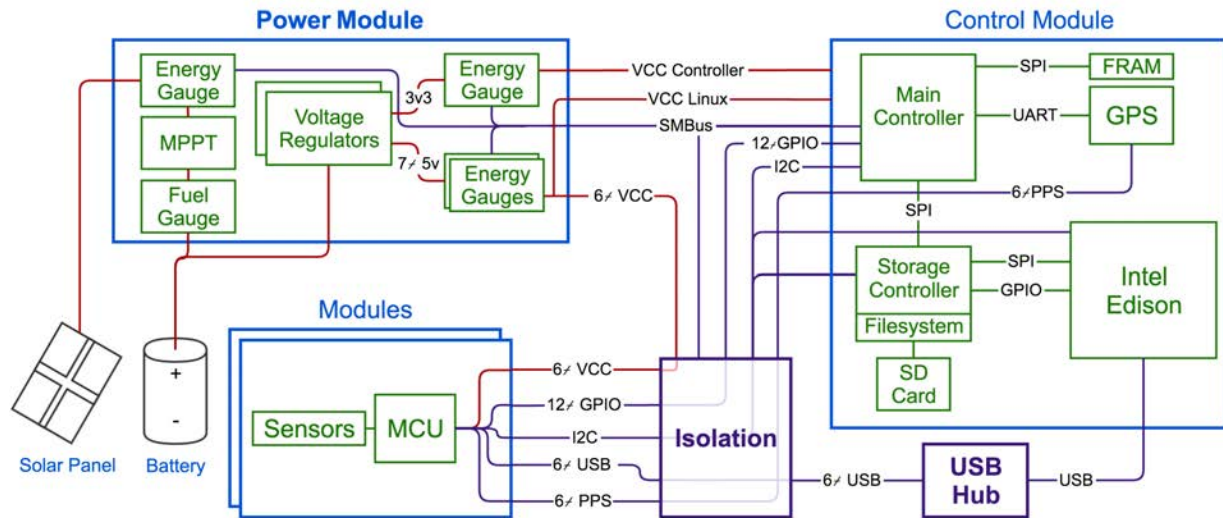 Power Module
Control Module
Energy
Gauge
MPPT
Fuel
Gauge
Voltage
Regulators
3v3
7≁ 5v
Energy
Gauge
Energy
Gauges
VCC Controller
VCC Linux
SMBus
12≁GPIO
I2C
6≁ VCC
6≁PPS
Main
Controller
SPI
FRAM
UART
GPS
SPI
Storage
Controller
Filesystem
SD
Card
SPI
GPIO
Intel
Edison
Solar Panel
+
-
Battery
Modules
Sensors
MCU
6≁ VCC
12≁ GPIO
I2C
6≁ USB
6≁ PPS
Isolation
6≁ USB
USB
Hub
USB